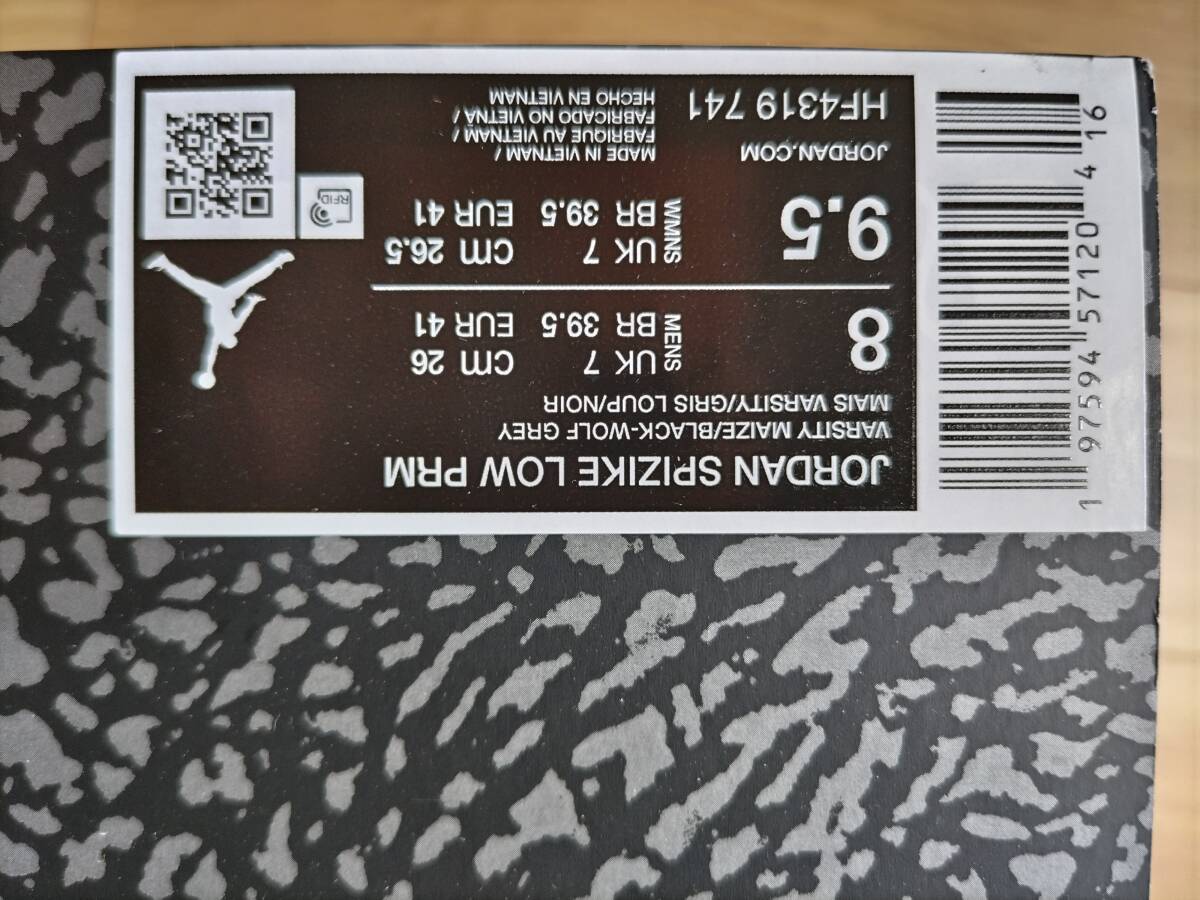 JORDAN SPIZIKE LOW PRM
VARSITY MAIZE/BLACK-WOLF GREY
MAIS VARSITY/GRIS LOUP/NOIR
8
MENS
UK 7
CM 26
BR 39.5
EUR 41
9.5
WMNS
UK 7
CM 26.5
BR 39.5
EUR 41
JORDAN.COM
HF4319 741
MADE IN VIETNAM /
FABRIQUE AU VIETNAM /
FABRICADO NO VIETNÃ /
HECHO EN VIETNAM
RFID
1 97594 57120 4 16